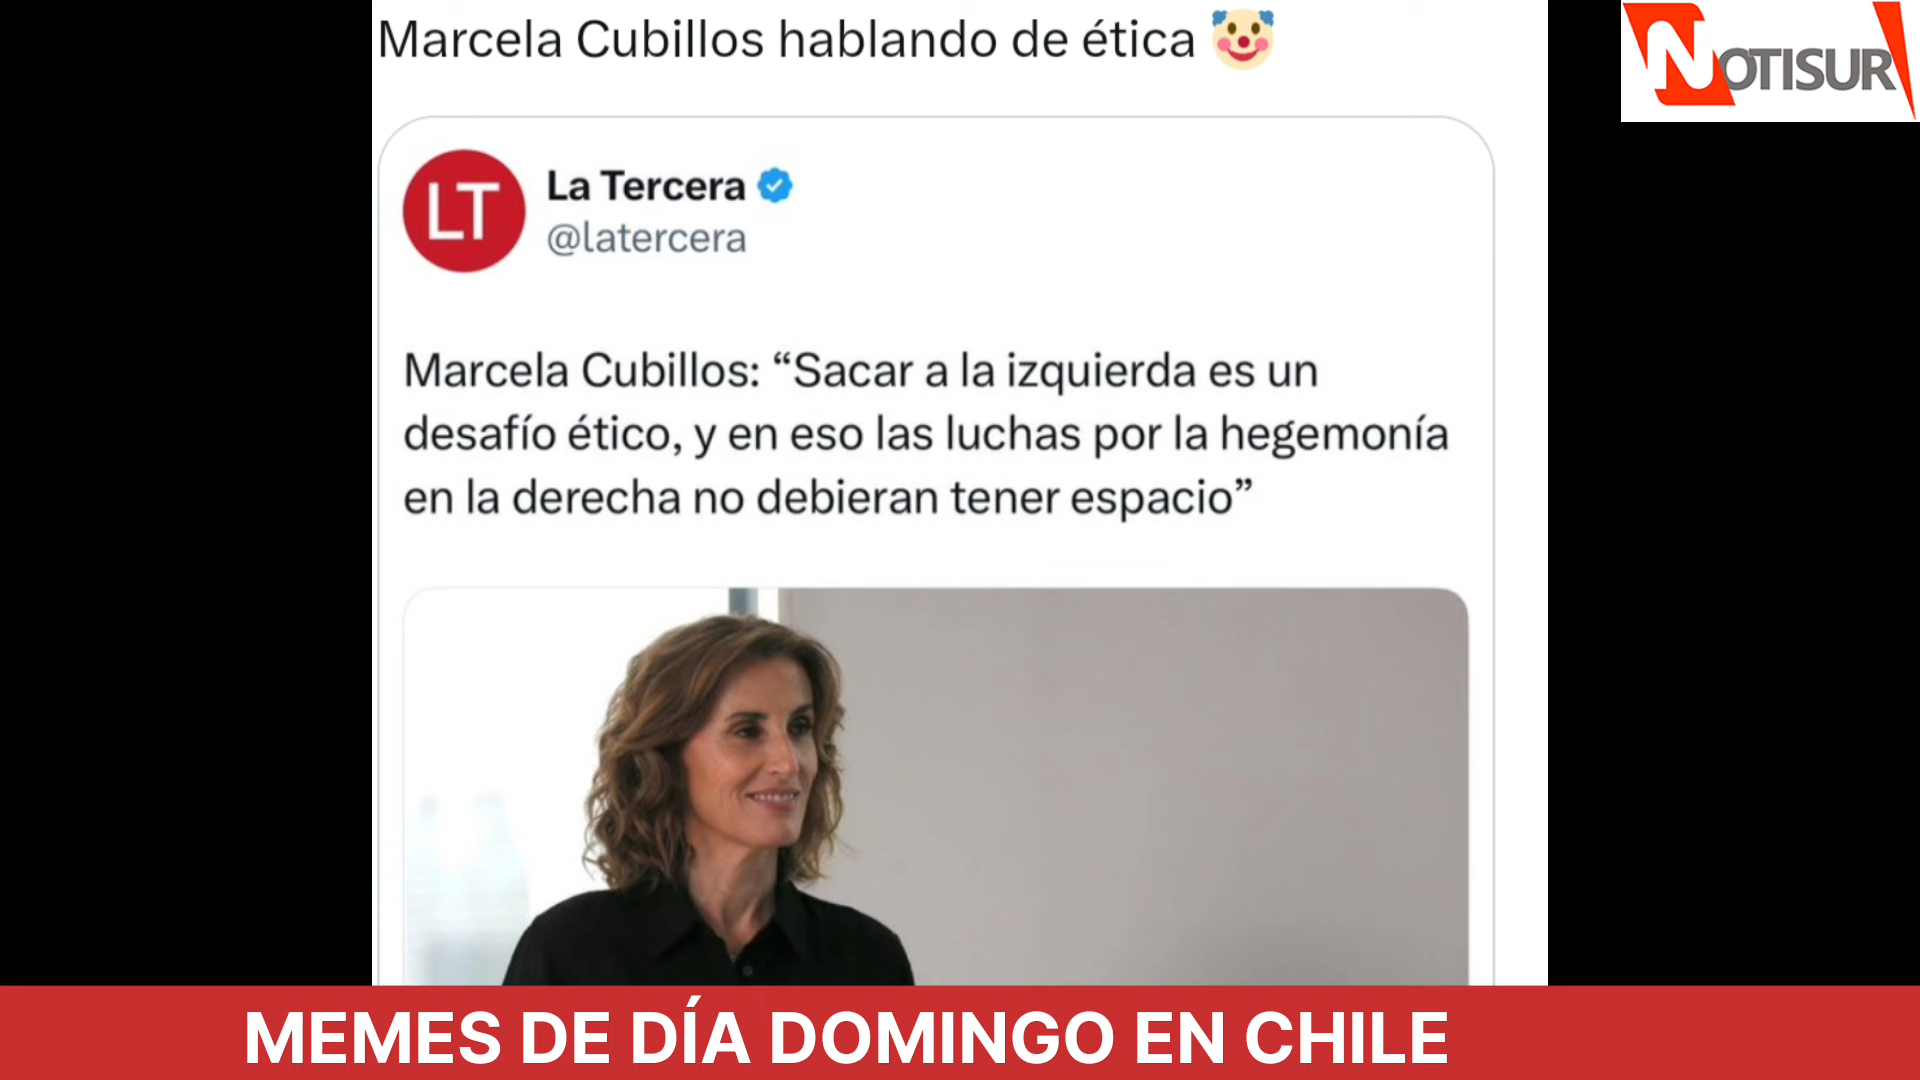 Marcela Cubillos hablando de ética 🤡
NOTISUR
LT
La Tercera
@latercera
Marcela Cubillos: “Sacar a la izquierda es un
desafío ético, y en eso las luchas por la hegemonía
en la derecha no debieran tener espacio”
MEMES DE DÍA DOMINGO EN CHILE